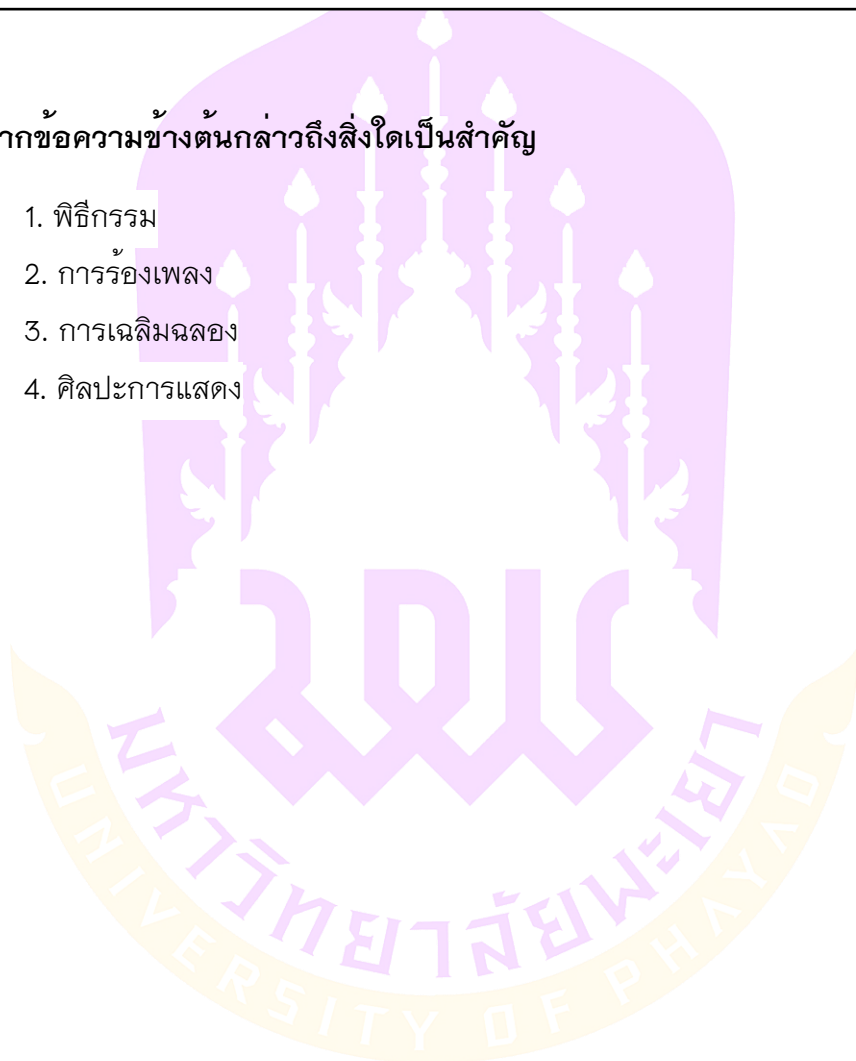 ากข้อความข้างต้นกล่าวถึงสิ่งใดเป็นสำคัญ
1. พิธีกรรม
2. การร้องเพลง
3. การเฉลิมฉลอง
4. ศิลปะการแสดง
มพ
มหาวิทยาลัยพะเยา
UNIVERSITY OF PHAYAO